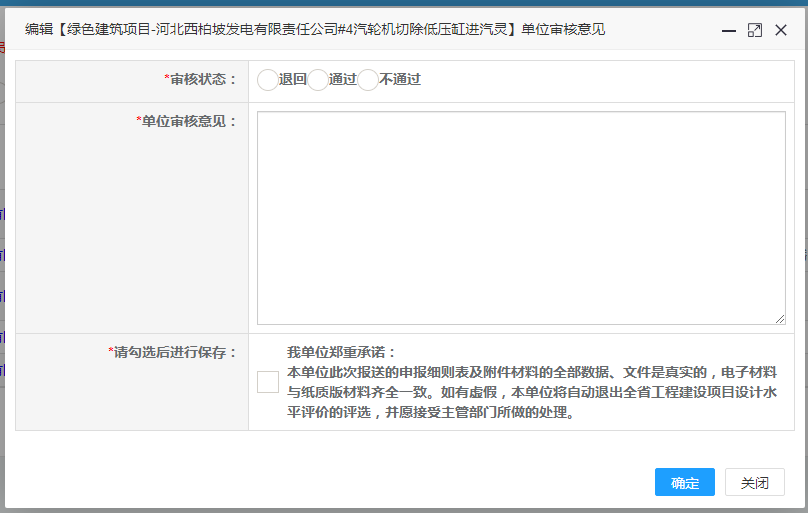 编辑【绿色建筑项目-河北西柏坡发电有限责任公司#4汽轮机切除低压缸进汽灵】单位审核意见
*审核状态： 退回 通过 不通过
*单位审核意见：
*请勾选后进行保存： 我单位郑重承诺：
本单位此次报送的申报细则表及附件材料的全部数据、文件是真实的，电子材料
与纸质版材料齐全一致。如有虚假，本单位将自动退出全省工程建设项目设计水
平评价的评选，并愿接受主管部门所做的处理。
确定 关闭